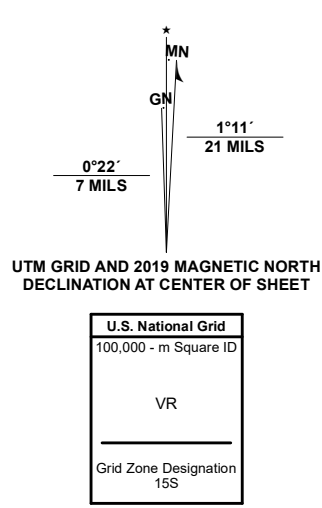 ★
MN
GN
1°11´
21 MILS
0°22´
7 MILS
UTM GRID AND 2019 MAGNETIC NORTH
DECLINATION AT CENTER OF SHEET
U.S. National Grid
100,000 - m Square ID
VR
Grid Zone Designation
15S